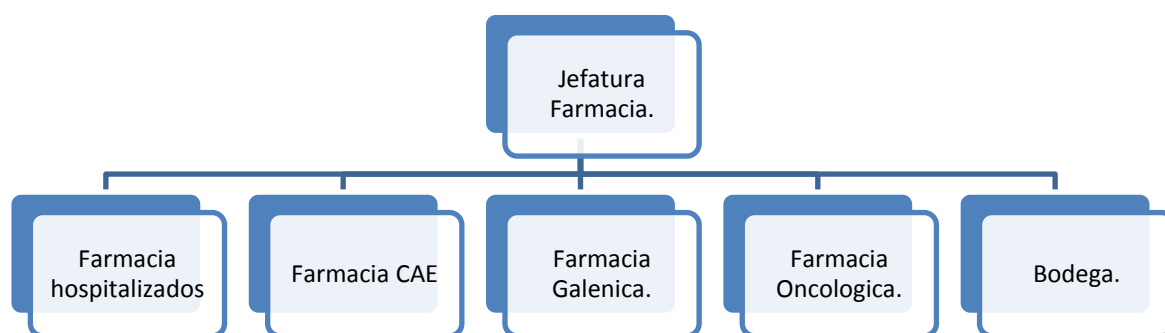 Jefatura
Farmacia.
Farmacia
hospitalizados
Farmacia CAE
Farmacia
Galenica.
Farmacia
Oncologica.
Bodega.